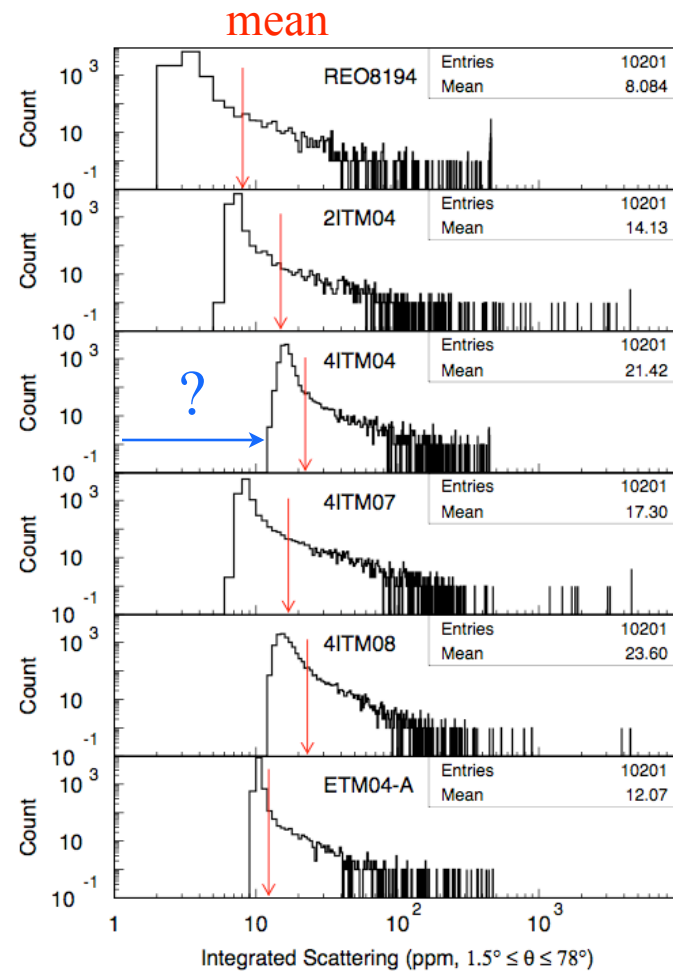 mean
10 3
10
10 -1
Count
REO8194
Entries 10201
Mean 8.084
10 3
10
10 -1
Count
2ITM04
Entries 10201
Mean 14.13
10 3
10
10 -1
Count
4ITM04
Entries 10201
Mean 21.42
?
10 3
10
10 -1
Count
4ITM07
Entries 10201
Mean 17.30
10 3
10
10 -1
Count
4ITM08
Entries 10201
Mean 23.60
10 3
10
10 -1
Count
ETM04-A
Entries 10201
Mean 12.07
1 10 10 2 10 3
Integrated Scattering (ppm, 1.5° ≤ θ ≤ 78°)